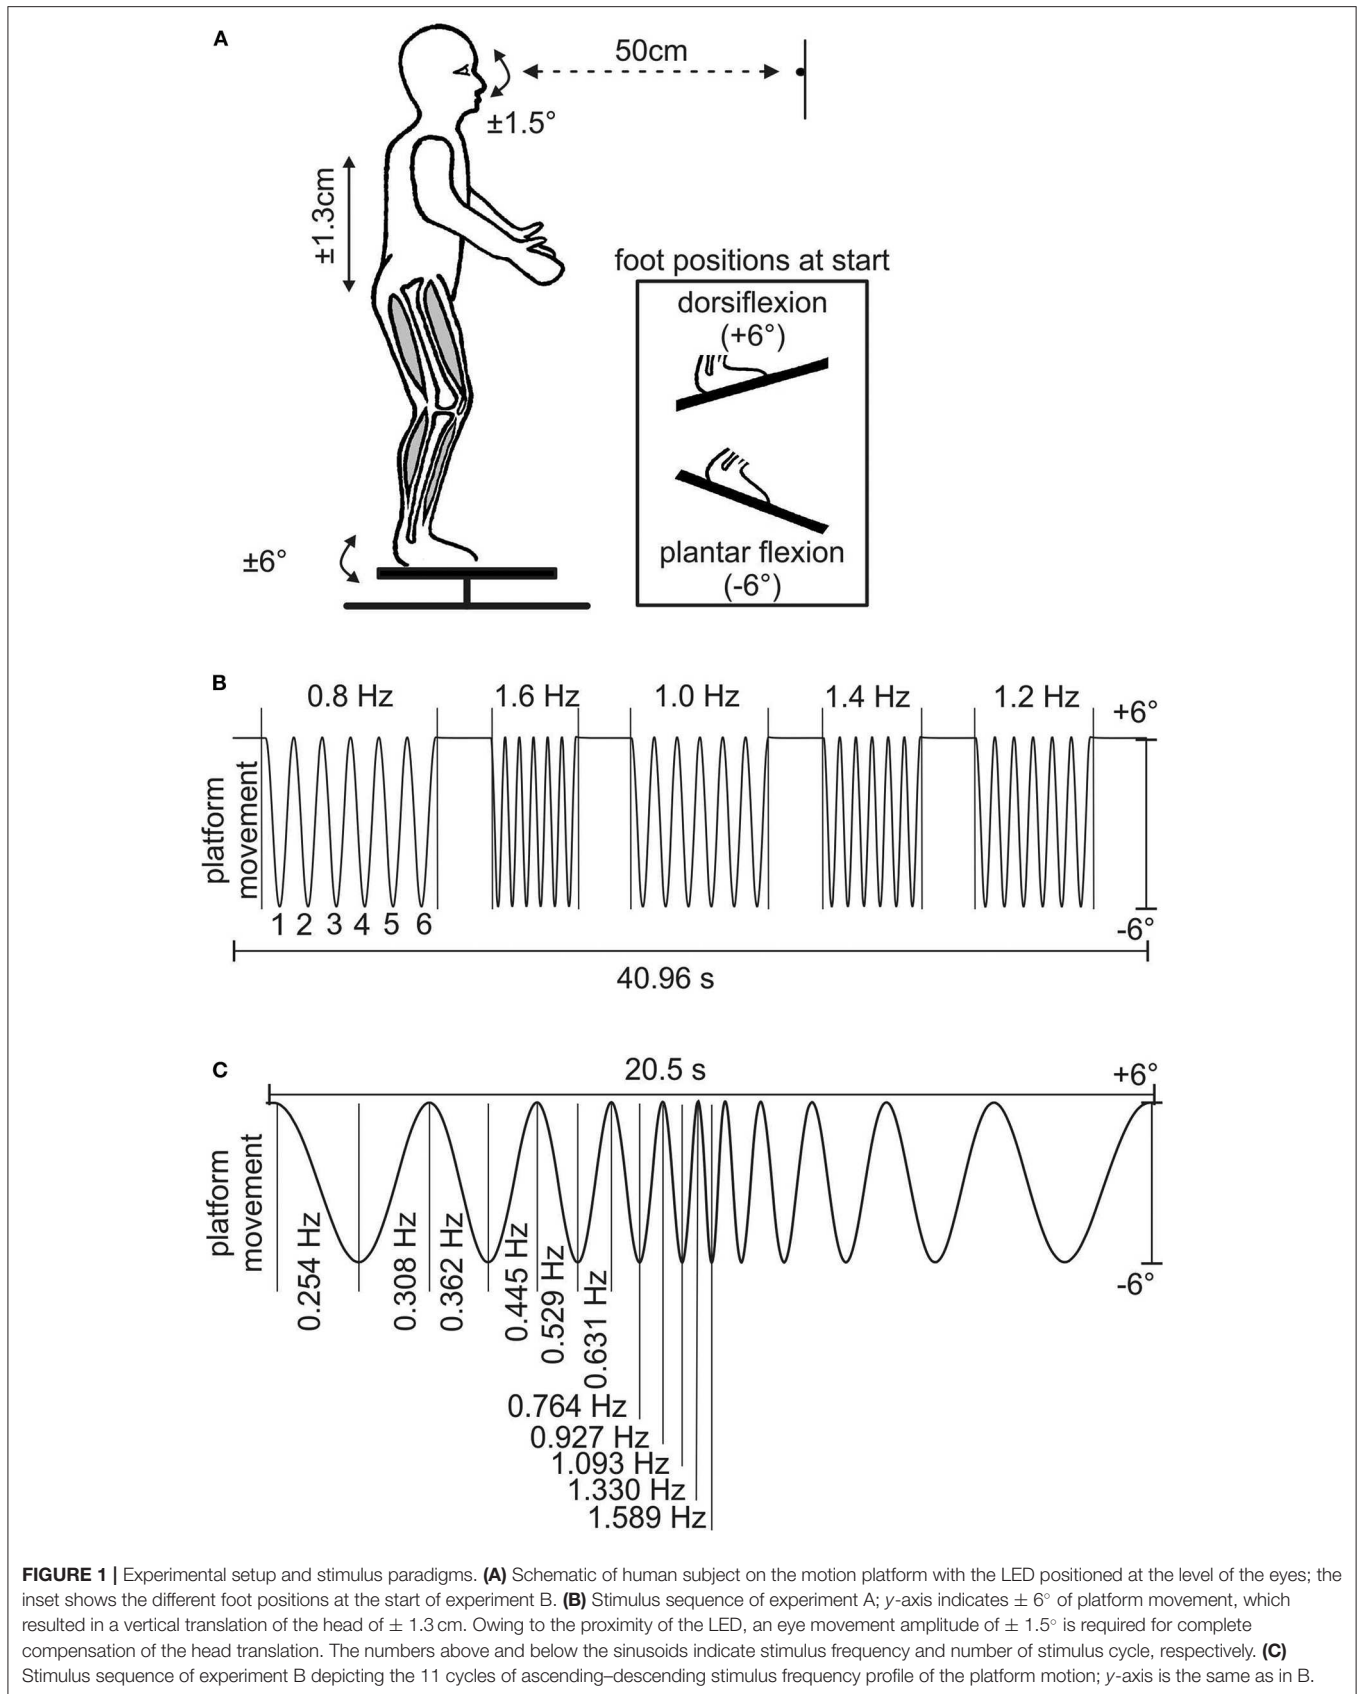 A
50cm
±1.5°
±1.3cm
foot positions at start
dorsiflexion
(+6°)
plantar flexion
(-6°)
±6°
B
0.8 Hz
1.6 Hz
1.0 Hz
1.4 Hz
1.2 Hz
+6°
platform
movement
1 2 3 4 5 6
-6°
40.96 s
C
20.5 s
+6°
platform
movement
0.254 Hz
0.308 Hz
0.362 Hz
0.445 Hz
0.529 Hz
0.631 Hz
-6°
0.764 Hz
0.927 Hz
1.093 Hz
1.330 Hz
1.589 Hz
FIGURE 1 | Experimental setup and stimulus paradigms. (A) Schematic of human subject on the motion platform with the LED positioned at the level of the eyes; the
inset shows the different foot positions at the start of experiment B. (B) Stimulus sequence of experiment A; y-axis indicates ± 6° of platform movement, which
resulted in a vertical translation of the head of ± 1.3 cm. Owing to the proximity of the LED, an eye movement amplitude of ± 1.5° is required for complete
compensation of the head translation. The numbers above and below the sinusoids indicate stimulus frequency and number of stimulus cycle, respectively. (C)
Stimulus sequence of experiment B depicting the 11 cycles of ascending–descending stimulus frequency profile of the platform motion; y-axis is the same as in B.